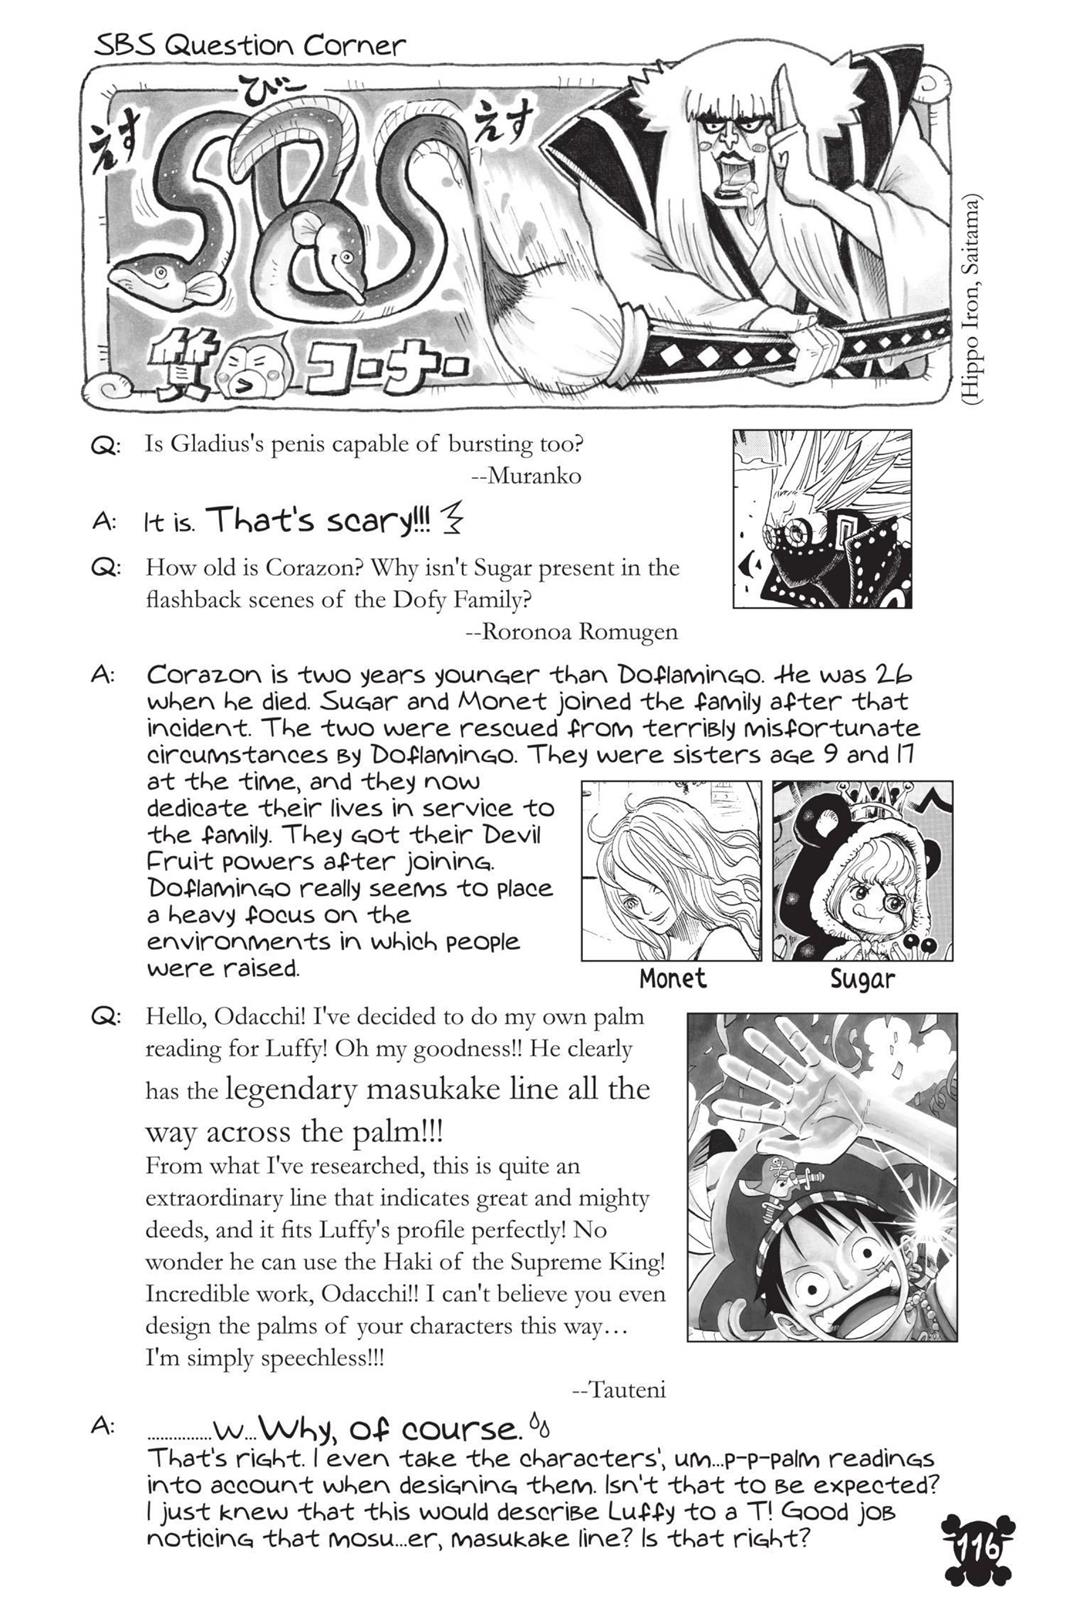 SBS Question Corner
えす
びー
えす
SBS
質問コーナー
(Hippo Iron, Saitama)
Q: Is Gladius's penis capable of bursting too?
--Muranko
A: It is. That's scary!!!
Q: How old is Corazon? Why isn't Sugar present in the
flashback scenes of the Dofy Family?
--Roronoa Romugen
A: Corazon is two years younger than Doflamingo. He was 26
when he died. Sugar and Monet joined the family after that
incident. The two were rescued from terribly misfortunate
circumstances by Doflamingo. They were sisters age 9 and 17
at the time, and they now
dedicate their lives in service to
the family. They got their Devil
Fruit powers after joining.
Doflamingo really seems to place
a heavy focus on the
environments in which people
were raised.
Monet
Sugar
Q: Hello, Odacchi! I've decided to do my own palm
reading for Luffy! Oh my goodness!! He clearly
has the legendary masukake line all the
way across the palm!!!
From what I've researched, this is quite an
extraordinary line that indicates great and mighty
deeds, and it fits Luffy's profile perfectly! No
wonder he can use the Haki of the Supreme King!
Incredible work, Odacchi!! I can't believe you even
design the palms of your characters this way…
I'm simply speechless!!!
--Tauteni
A: ...............W...Why, of course.
That's right. I even take the characters', um...p-p-palm readings
into account when designing them. Isn't that to be expected?
I just knew that this would describe Luffy to a T! Good job
noticing that mosu...er, masukake line? Is that right?
116